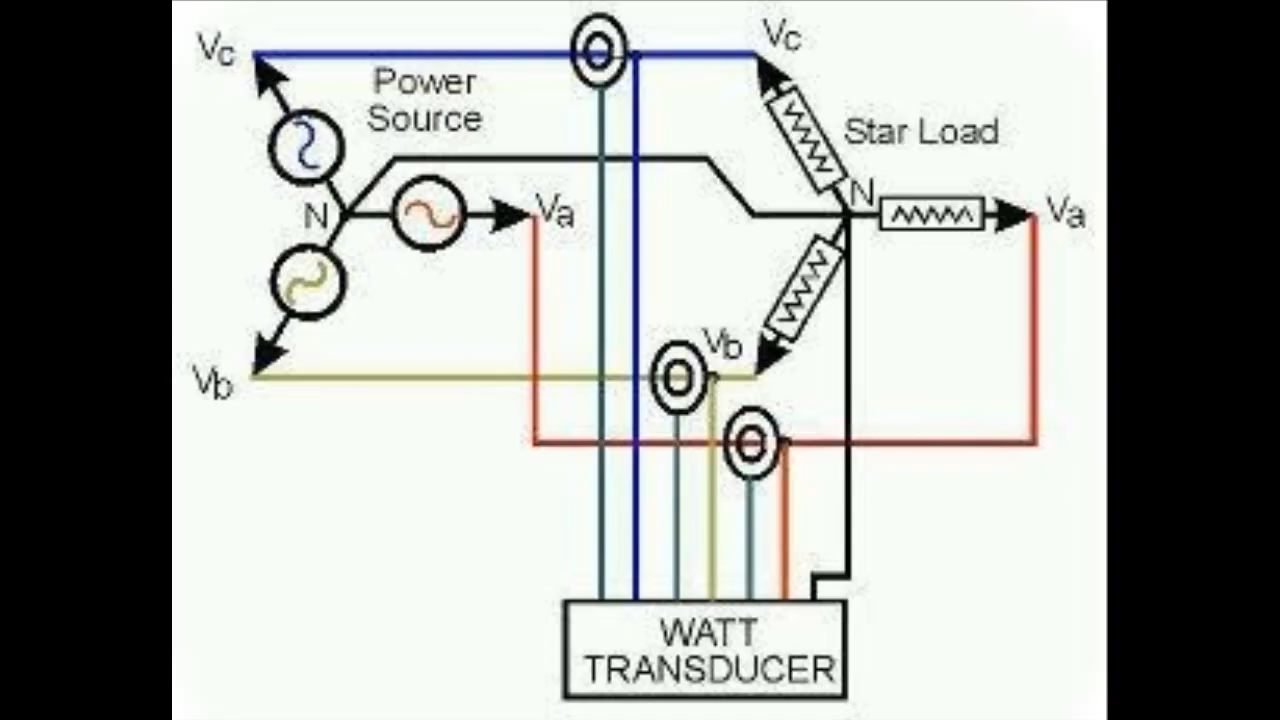 Vc
Power
Source
Vc
Star Load
N
Va
N
Va
Vb
Vb
WATT
TRANSDUCER